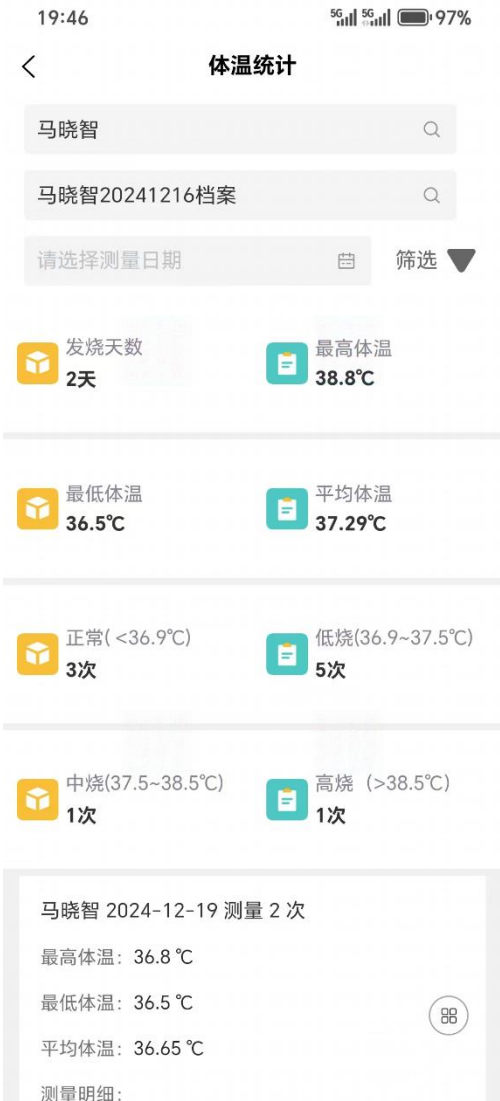 19:46 5G 5G 97%
体温统计
马晓智
马晓智20241216档案
请选择测量日期 筛选
发烧天数 最高体温
2天 38.8℃
最低体温 平均体温
36.5℃ 37.29℃
正常( <36.9℃) 低烧(36.9~37.5℃)
3次 5次
中烧(37.5~38.5℃) 高烧（>38.5℃）
1次 1次
马晓智 2024-12-19 测量 2 次
最高体温: 36.8 ℃
最低体温: 36.5 ℃
平均体温: 36.65 ℃
测量明细: